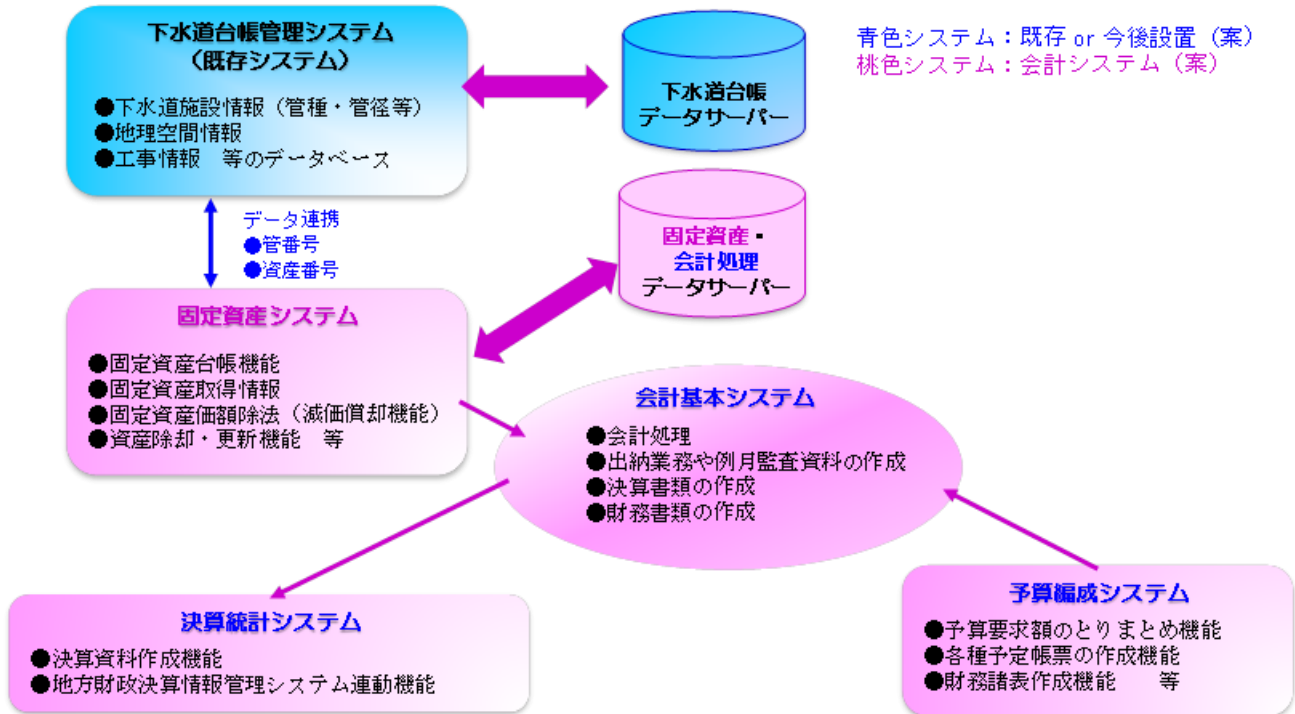 下水道台帳管理システム
（既存システム）
●下水道施設情報（管種・管径等）
●地理空間情報
●工事情　等のデータベース
下水道台帳
データサーバー
青色システム：既存 or 今後設置（案）
桃色システム：会計システム（案）
データ連携
●管番号
●資産番号
固定資産・
会計処理
データサーバー
固定資産システム
●固定資産台帳機能
●固定資産取得情報
●固定資産価額除法（減価償却機能）
●資産除却・更新機能　等
会計基本システム
●会計処理
●出納業務や例月監査資料の作成
●決算書類の作成
●財務書類の作成
決算統計システム
●決算資料作成機能
●地方財政決算情報管理システム連動機能
予算編成システム
●予算要求額のとりまとめ機能
●各種予定帳票の作成機能
●財務諸表作成機能　　等